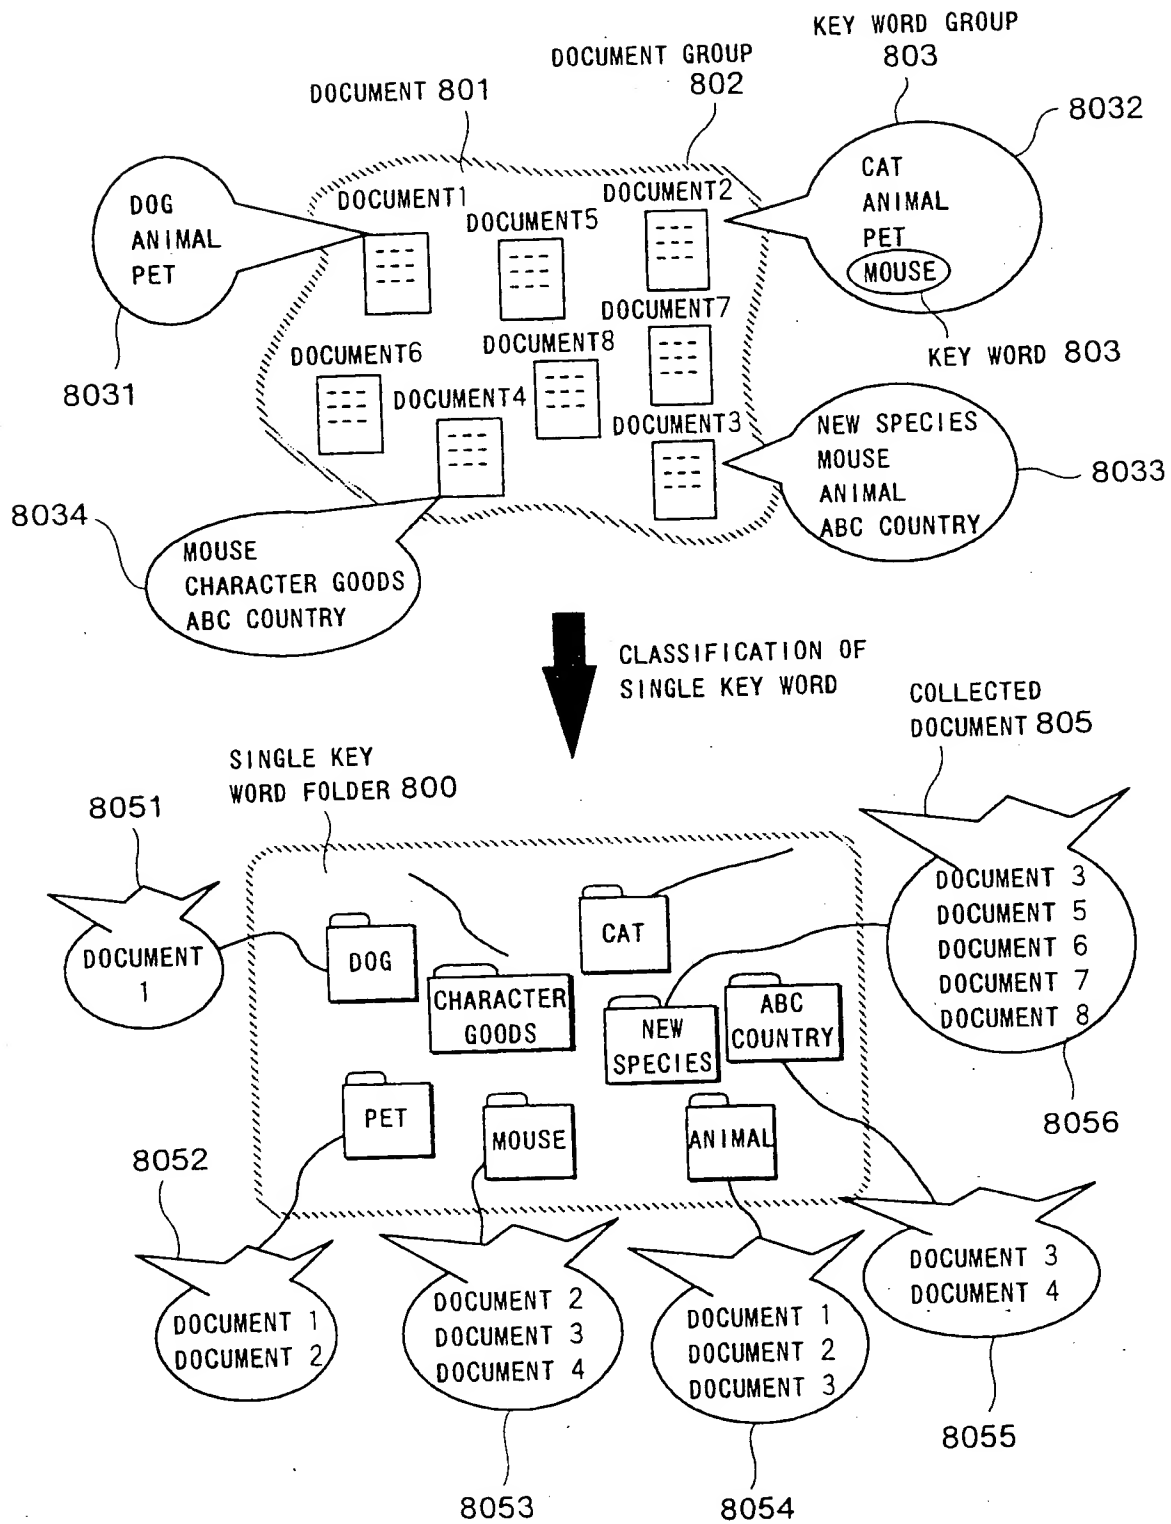 KEY WORD GROUP
803
DOCUMENT GROUP
802
DOCUMENT 801
8032
DOG
ANIMAL
PET
8031
DOCUMENT1
DOCUMENT5
DOCUMENT2
CAT
ANIMAL
PET
MOUSE
KEY WORD 803
DOCUMENT7
DOCUMENT8
DOCUMENT6
DOCUMENT4
DOCUMENT3
NEW SPECIES
MOUSE
ANIMAL
ABC COUNTRY
8033
8034
MOUSE
CHARACTER GOODS
ABC COUNTRY
CLASSIFICATION OF
SINGLE KEY WORD
COLLECTED
DOCUMENT 805
SINGLE KEY
WORD FOLDER 800
8051
DOCUMENT
1
DOG
CHARACTER
GOODS
CAT
NEW
SPECIES
ABC
COUNTRY
DOCUMENT 3
DOCUMENT 5
DOCUMENT 6
DOCUMENT 7
DOCUMENT 8
8056
PET
MOUSE
ANIMAL
8052
DOCUMENT 1
DOCUMENT 2
DOCUMENT 2
DOCUMENT 3
DOCUMENT 4
8053
DOCUMENT 1
DOCUMENT 2
DOCUMENT 3
8054
DOCUMENT 3
DOCUMENT 4
8055